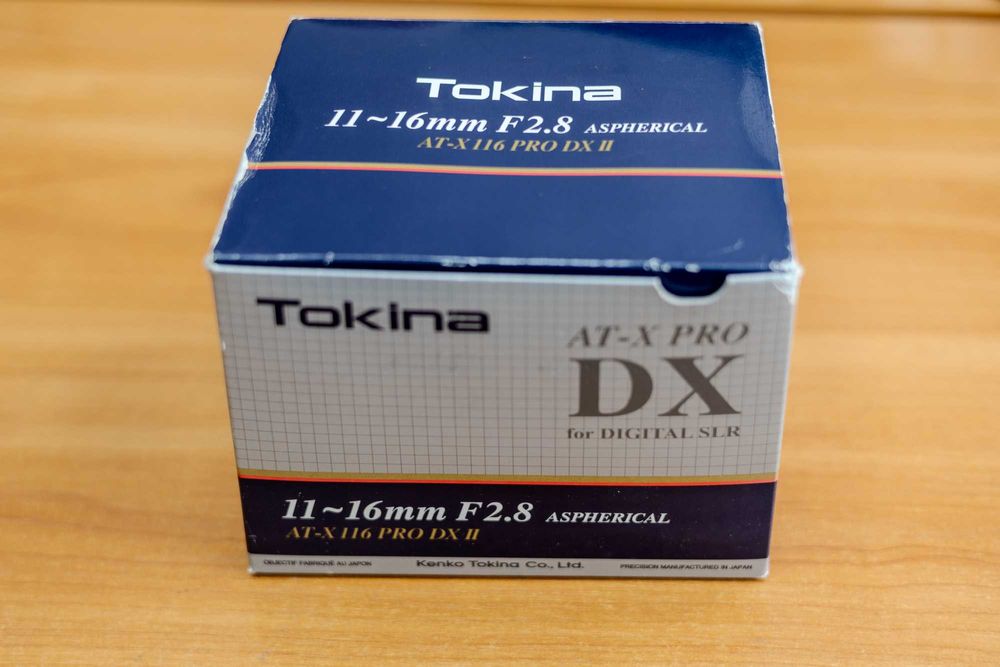 Tokina
11~16mm F2.8 ASPHERICAL
AT-X 116 PRO DX II
Tokina
AT-X PRO
DX
for DIGITAL SLR
11~16mm F2.8 ASPHERICAL
AT-X 116 PRO DX II
OBJECTIF FABRIQUÉ AU JAPON Kenko Tokina Co., Ltd. PRECISION MANUFACTURED IN JAPAN